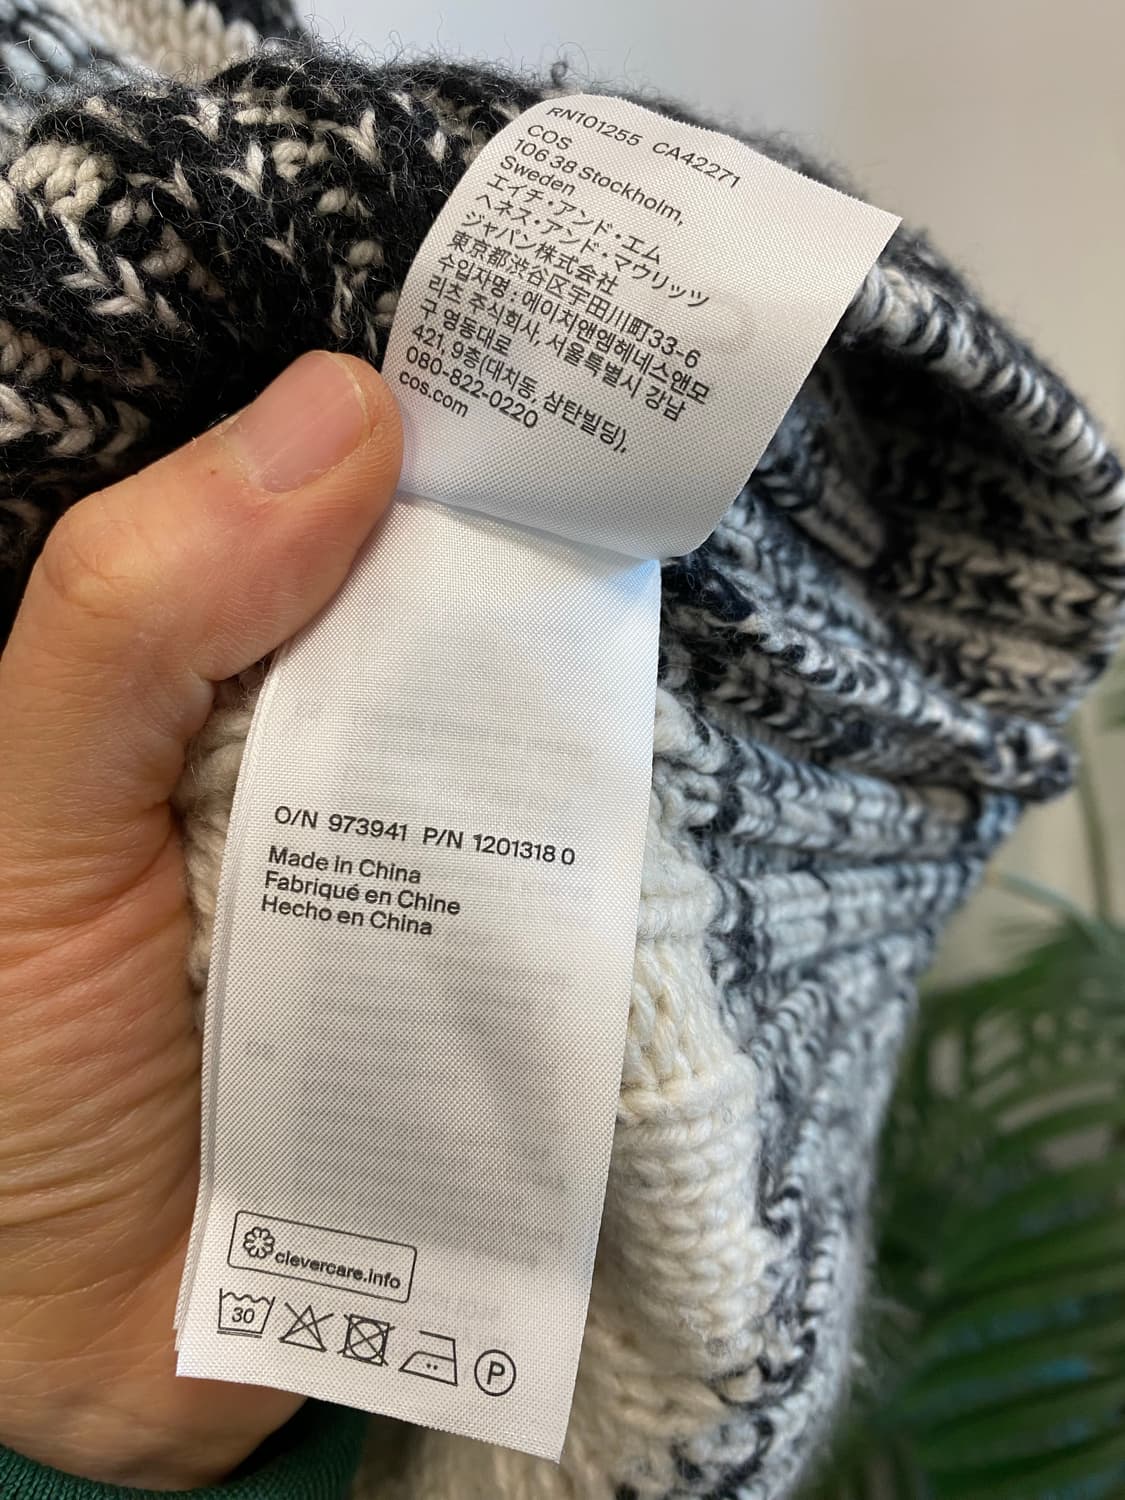 RN101255 CA42271
COS
106 38 Stockholm,
Sweden
エイチ・アンド・エム
ヘネス・アンド・マウリッツ
ジャパン株式会社
東京都渋谷区宇田川町33-6
수입자명 : 에이치앤엠헤네스앤모
리츠 주식회사, 서울특별시 강남
구 영동대로
421, 9층(대치동, 삼탄빌딩),
080-822-0220
cos.com
O/N 973941 P/N 1201318 0
Made in China
Fabriqué en Chine
Hecho en China
clevercare.info
30
P